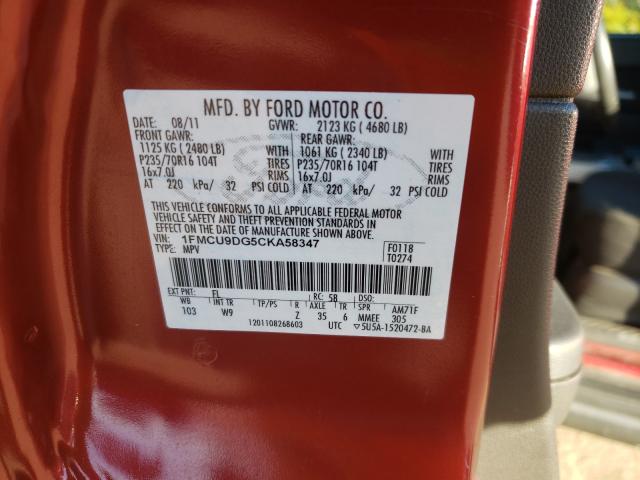 MFD. BY FORD MOTOR CO.
DATE: 08/11 GVWR: 2123 KG ( 4680 LB)
FRONT GAWR: REAR GAWR:
1125 KG ( 2480 LB) WITH 1061 KG ( 2340 LB) WITH
P235/70R16 104T TIRES P235/70R16 104T TIRES
16x7.0J RIMS 16x7.0J RIMS
AT 220 kPa/ 32 PSI COLD AT 220 kPa/ 32 PSI COLD
THIS VEHICLE CONFORMS TO ALL APPLICABLE FEDERAL MOTOR
VEHICLE SAFETY AND THEFT PREVENTION STANDARDS IN
EFFECT ON THE DATE OF MANUFACTURE SHOWN ABOVE.
VIN: 1FMCU9DG5CKA58347 F0118
TYPE: MPV T0274
EXT PNT: FL RC: 5B DSO:
WB INT TR TP/PS R AXLE TR SPR AM71F
103 W9 Z 35 6 MMEE 305
1201108268603 UTC ▽5U5A-1520472-BA